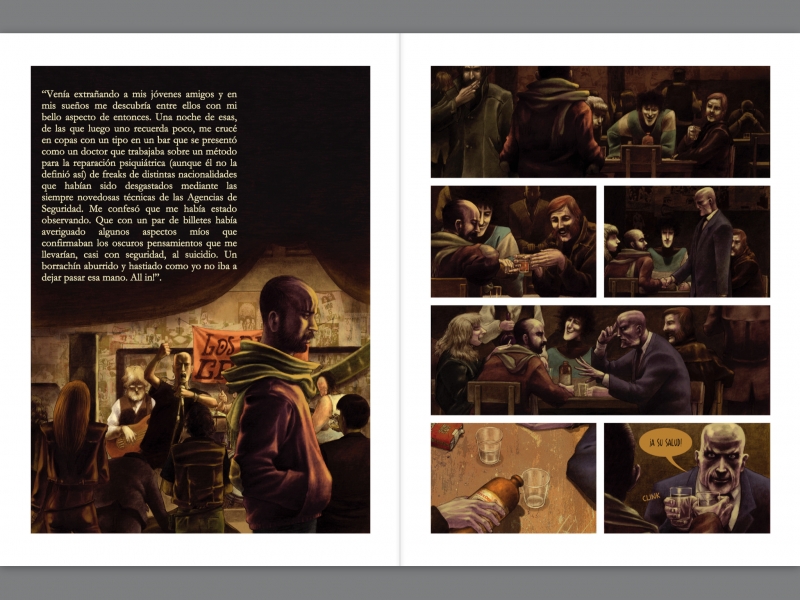 “Venía extrañando a mis jóvenes amigos y en
mis sueños me descubría entre ellos con mi
bello aspecto de entonces. Una noche de esas,
de las que luego uno recuerda poco, me crucé
en copas con un tipo en un bar que se presentó
como un doctor que trabajaba sobre un método
para la reparación psiquiátrica (aunque él no la
definió así) de freaks de distintas nacionalidades
que habían sido desgastados mediante las
siempre novedosas técnicas de las Agencias de
Seguridad. Me confesó que me había estado
observando. Que con un par de billetes había
averiguado algunos aspectos míos que
confirmaban los oscuros pensamientos que me
llevarían, casi con seguridad, al suicidio. Un
borrachín aburrido y hastiado como yo no iba a
dejar pasar esa mano. All in!”.
GOS
¡A SU SALUD!
CLINK